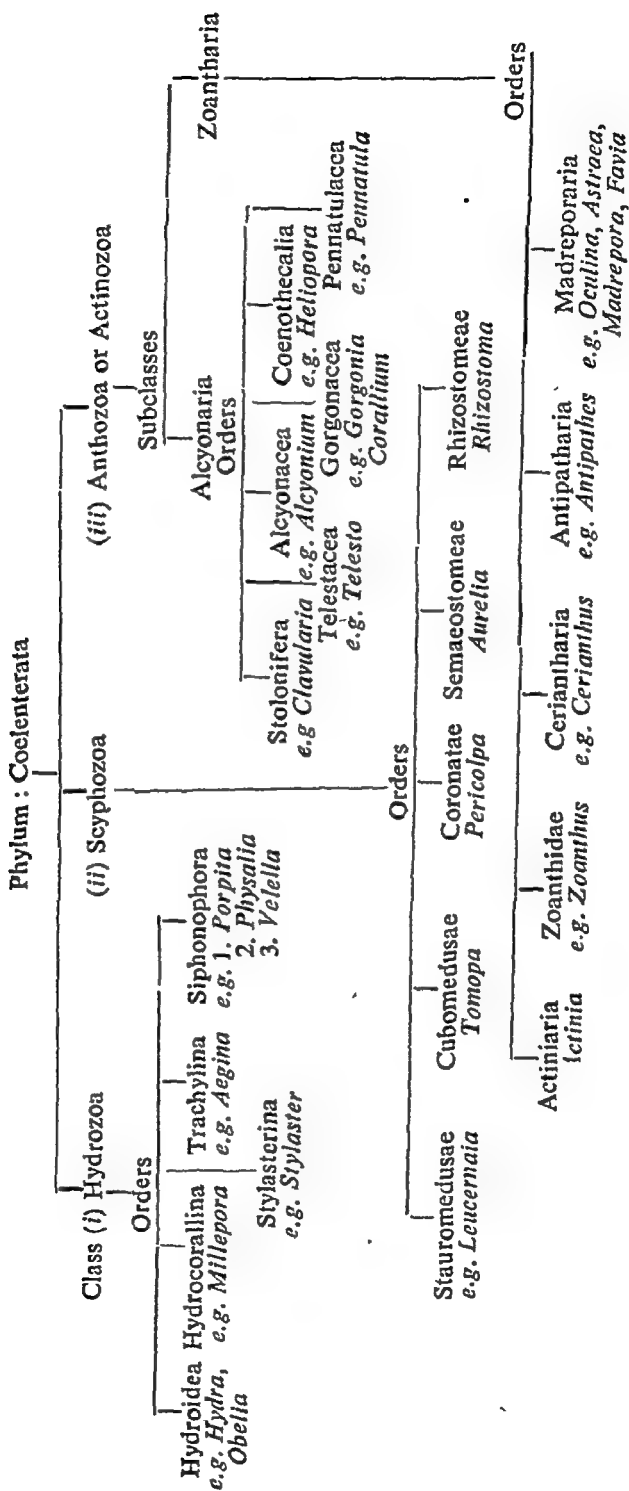 Phylum : Coelenterata
Class (i) Hydrozoa
Orders
Hydroidea
e.g. Hydra,
Obelia
Hydrocorallina
e.g. Millepora
Stylasterina
e.g. Stylaster
Trachylina
e.g. Aegina
Siphonophora
e.g. 1. Porpita
2. Physalia
3. Velella
(ii) Scyphozoa
Orders
Stauromedusae
e.g. Leucernaia
Cubomedusae
Tomopa
Coronatae
Pericolpa
Semaeostomeae
Aurelia
Rhizostomeae
Rhizostoma
(iii) Anthozoa or Actinozoa
Subclasses
Alcyonaria
Orders
Stolonifera
e.g Clavularia
Telestacea
e.g. Telesto
Alcyonacea
e.g. Alcyonium
Gorgonacea
e.g. Gorgonia
Corallium
Coenothecalia
e.g. Heliopora
Pennatulacca
e.g. Pennatula
Zoantharia
Orders
Actiniaria
Ictinia
Zoanthidae
e.g. Zoanthus
Ceriantharia
e.g. Cerianthus
Antipatharia
e.g. Antipathes
Madreporaria
e.g. Oculina, Astraea,
Madrepora, Favia